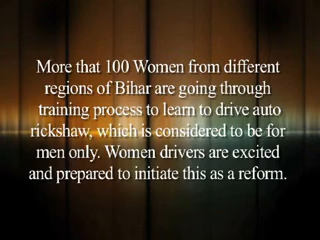 More that 100 Women from different
regions of Bihar are going through
training process to learn to drive auto
rickshaw, which is considered to be for
men only. Women drivers are excited
and prepared to initiate this as a reform.